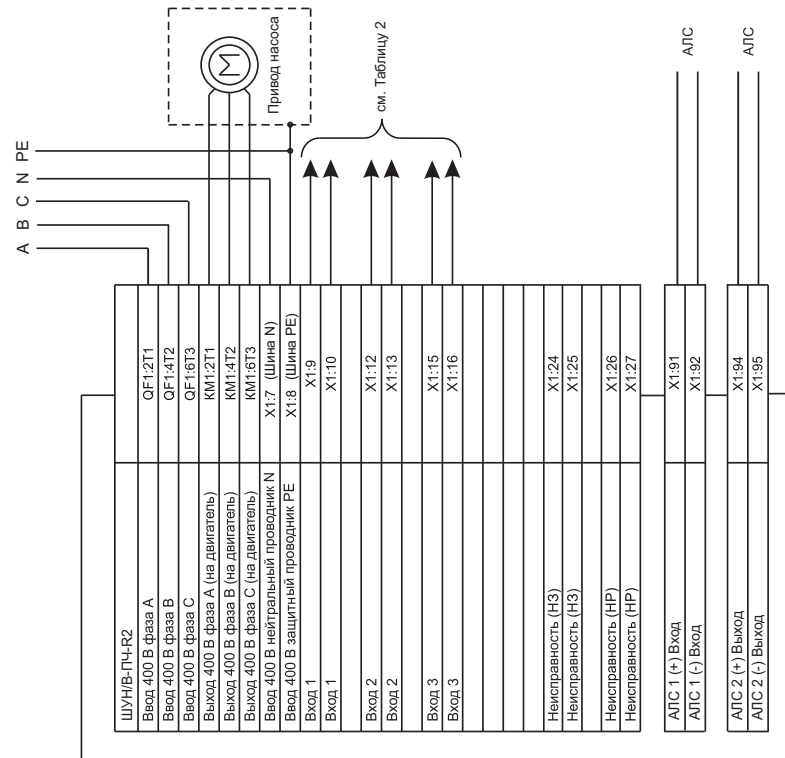 A
B
C
N
PE
M
Привод насоса
см. Таблицу 2
АЛС
АЛС
ШУН/В-ПЧ-R2
Ввод 400 В фаза А QF1:2T1
Ввод 400 В фаза В QF1:4T2
Ввод 400 В фаза С QF1:6T3
Выход 400 В фаза А (на двигатель) KM1:2T1
Выход 400 В фаза В (на двигатель) KM1:4T2
Выход 400 В фаза С (на двигатель) KM1:6T3
Ввод 400 В нейтральный проводник N X1:7 (Шина N)
Ввод 400 В защитный проводник PE X1:8 (Шина PE)
Вход 1 X1:9
Вход 1 X1:10
Вход 2 X1:12
Вход 2 X1:13
Вход 3 X1:15
Вход 3 X1:16
Неисправность (НЗ) X1:24
Неисправность (НЗ) X1:25
Неисправность (НР) X1:26
Неисправность (НР) X1:27
АЛС 1 (+) Вход X1:91
АЛС 1 (-) Вход X1:92
АЛС 2 (+) Выход X1:94
АЛС 2 (-) Выход X1:95